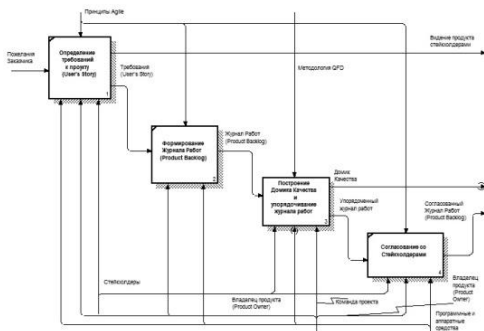 Принципы Agile
Пожелания
Заказчика
Определение
требований
к проупу
(User's Story)
1
Видение продукта
стейкхолдерами
Требования
(User's Story)
Методология QFD
Формирование
Журнала Работ
(Product Backlog)
2
Журнал Работ
(Product Backlog)
Домик
Качества
Построение
Домика Качества
и
упорядочивание
журнала работ
3
Упорядоченный
журнал работ
Согласованный
Журнал Работ
(Product Backlog)
Согласование со
Стейкхолдерами
4
Стейкхолдеры
Владелец продукта
(Product Owner)
Команда проекта
Владелец
продукта
(Product
Owner)
Программные и
аппаратные
средства